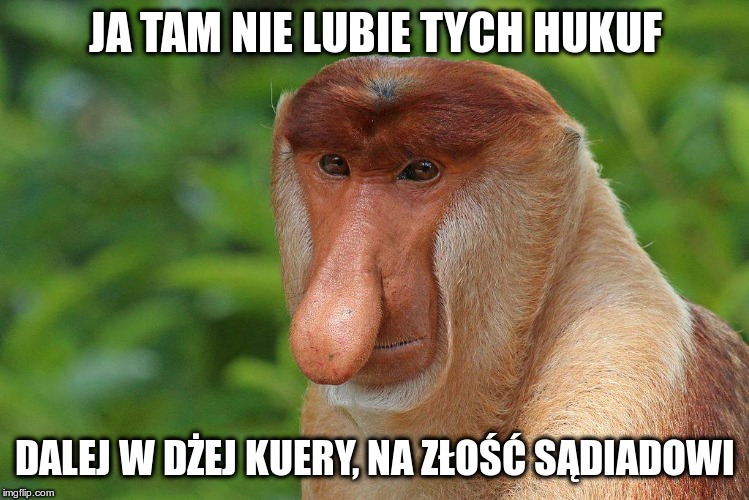 JA TAM NIE LUBIE TYCH HUKUF
DALEJ W DŻEJ KUERY, NA ZŁOŚĆ SĄDIADOWI
imgflip.com